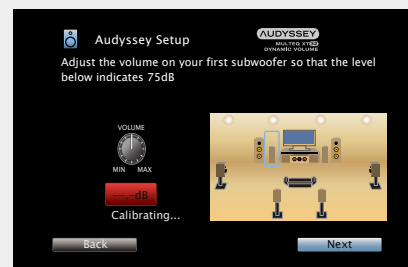 Audyssey Setup
AUDYSSEY
MULTEQ XT32
DYNAMIC VOLUME
Adjust the volume on your first subwoofer so that the level
below indicates 75dB
VOLUME
MIN MAX
---.-dB
Calibrating...
Back
Next